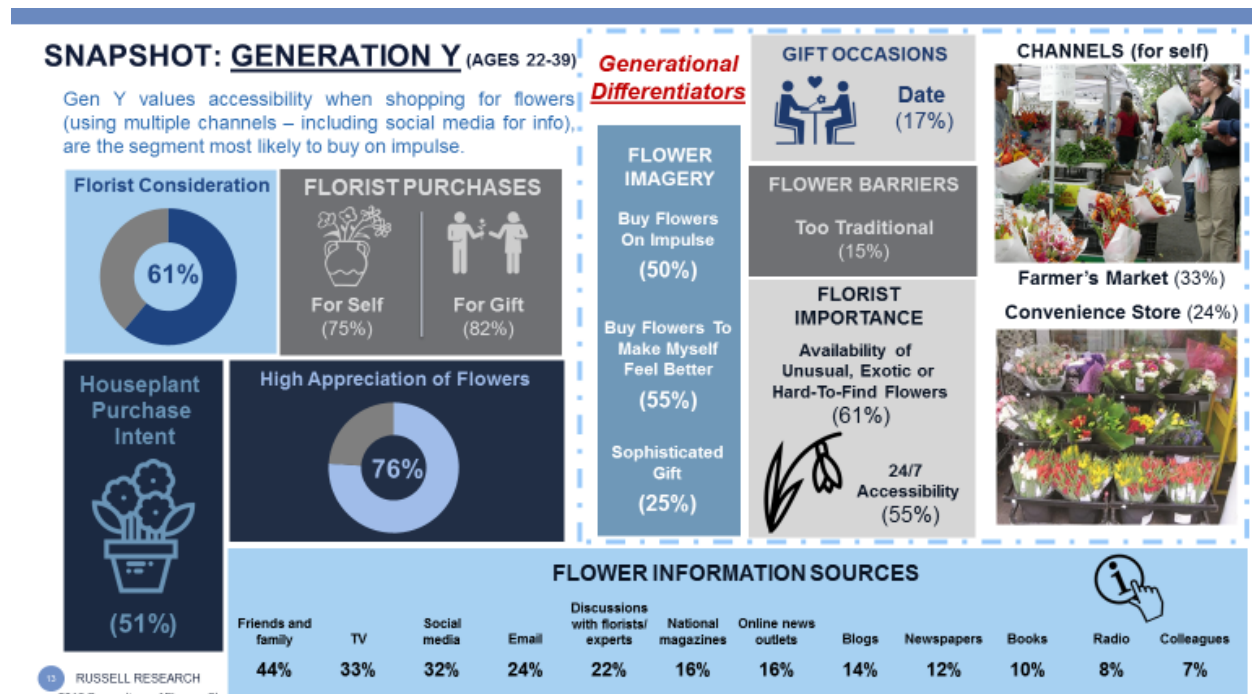 SNAPSHOT: GENERATION Y (AGES 22-39)
Gen Y values accessibility when shopping for flowers
(using multiple channels – including social media for info),
are the segment most likely to buy on impulse.
Florist Consideration
61%
FLORIST PURCHASES
For Self
(75%)
For Gift
(82%)
Houseplant
Purchase
Intent
(51%)
High Appreciation of Flowers
76%
Generational
Differentiators
FLOWER
IMAGERY
Buy Flowers
On Impulse
(50%)
Buy Flowers To
Make Myself
Feel Better
(55%)
Sophisticated
Gift
(25%)
GIFT OCCASIONS
Date
(17%)
FLOWER BARRIERS
Too Traditional
(15%)
FLORIST
IMPORTANCE
Availability of
Unusual, Exotic or
Hard-To-Find Flowers
(61%)
24/7
Accessibility
(55%)
CHANNELS (for self)
Farmer's Market (33%)
Convenience Store (24%)
FLOWER INFORMATION SOURCES
Friends and
family
44%
TV
33%
Social
media
32%
Email
24%
Discussions
with florists/
experts
22%
National
magazines
16%
Online news
outlets
16%
Blogs
14%
Newspapers
12%
Books
10%
Radio
8%
Colleagues
7%
13 RUSSELL RESEARCH